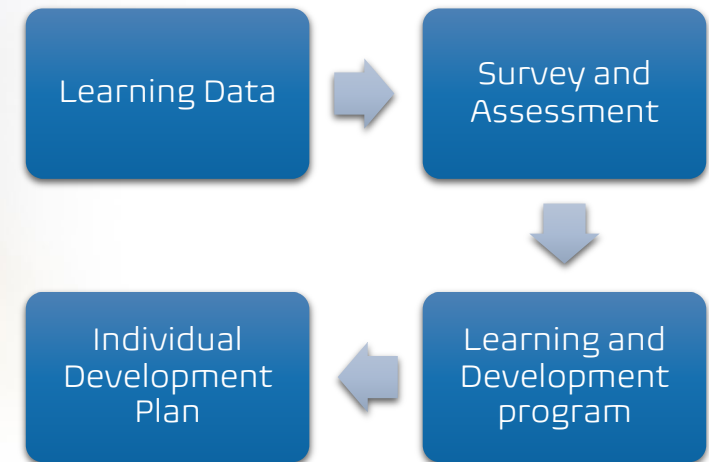 Learning Data
Survey and
Assessment
Learning and
Development
program
Individual
Development
Plan